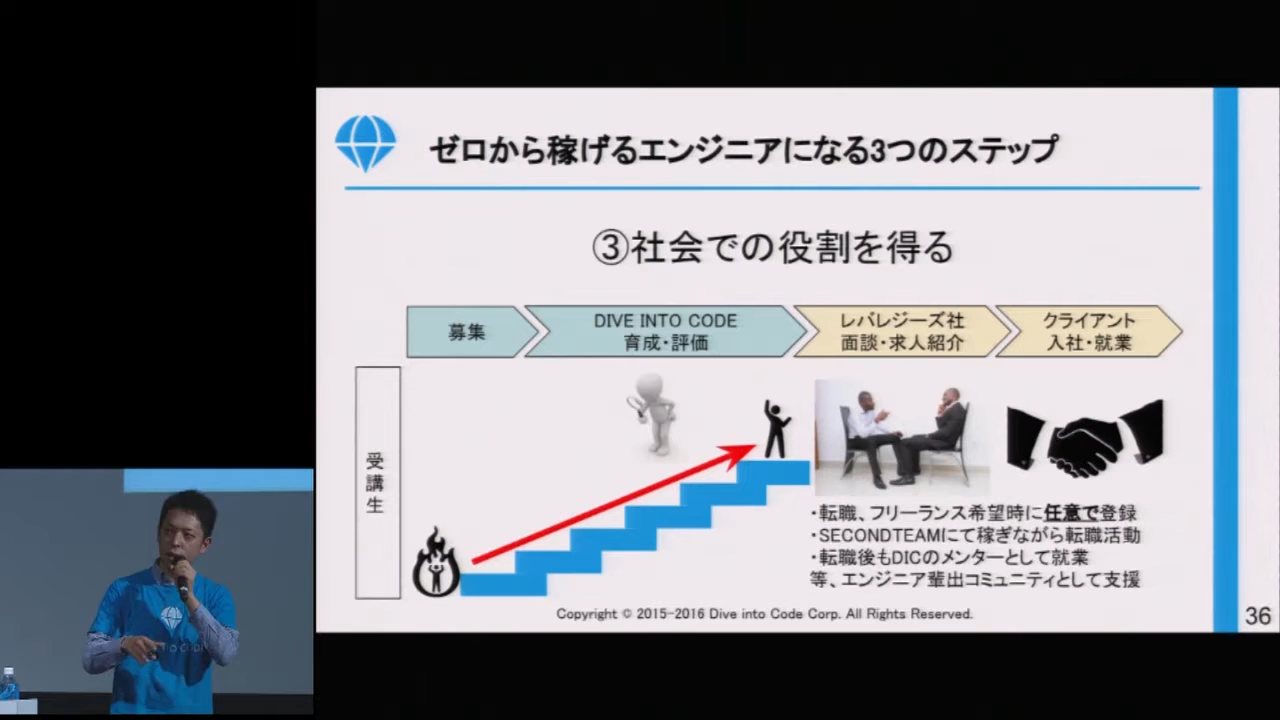 ゼロから稼げるエンジニアになる3つのステップ
③社会での役割を得る
募集
DIVE INTO CODE
育成・評価
レバレジーズ社
面談・求人紹介
クライアント
入社・就業
受講生
・転職、フリーランス希望時に任意で登録
・SECONDTEAMにて稼ぎながら転職活動
・転職後もDICのメンターとして就業
等、エンジニア輩出コミュニティとして支援
Copyright © 2015-2016 Dive into Code Corp. All Rights Reserved.
36